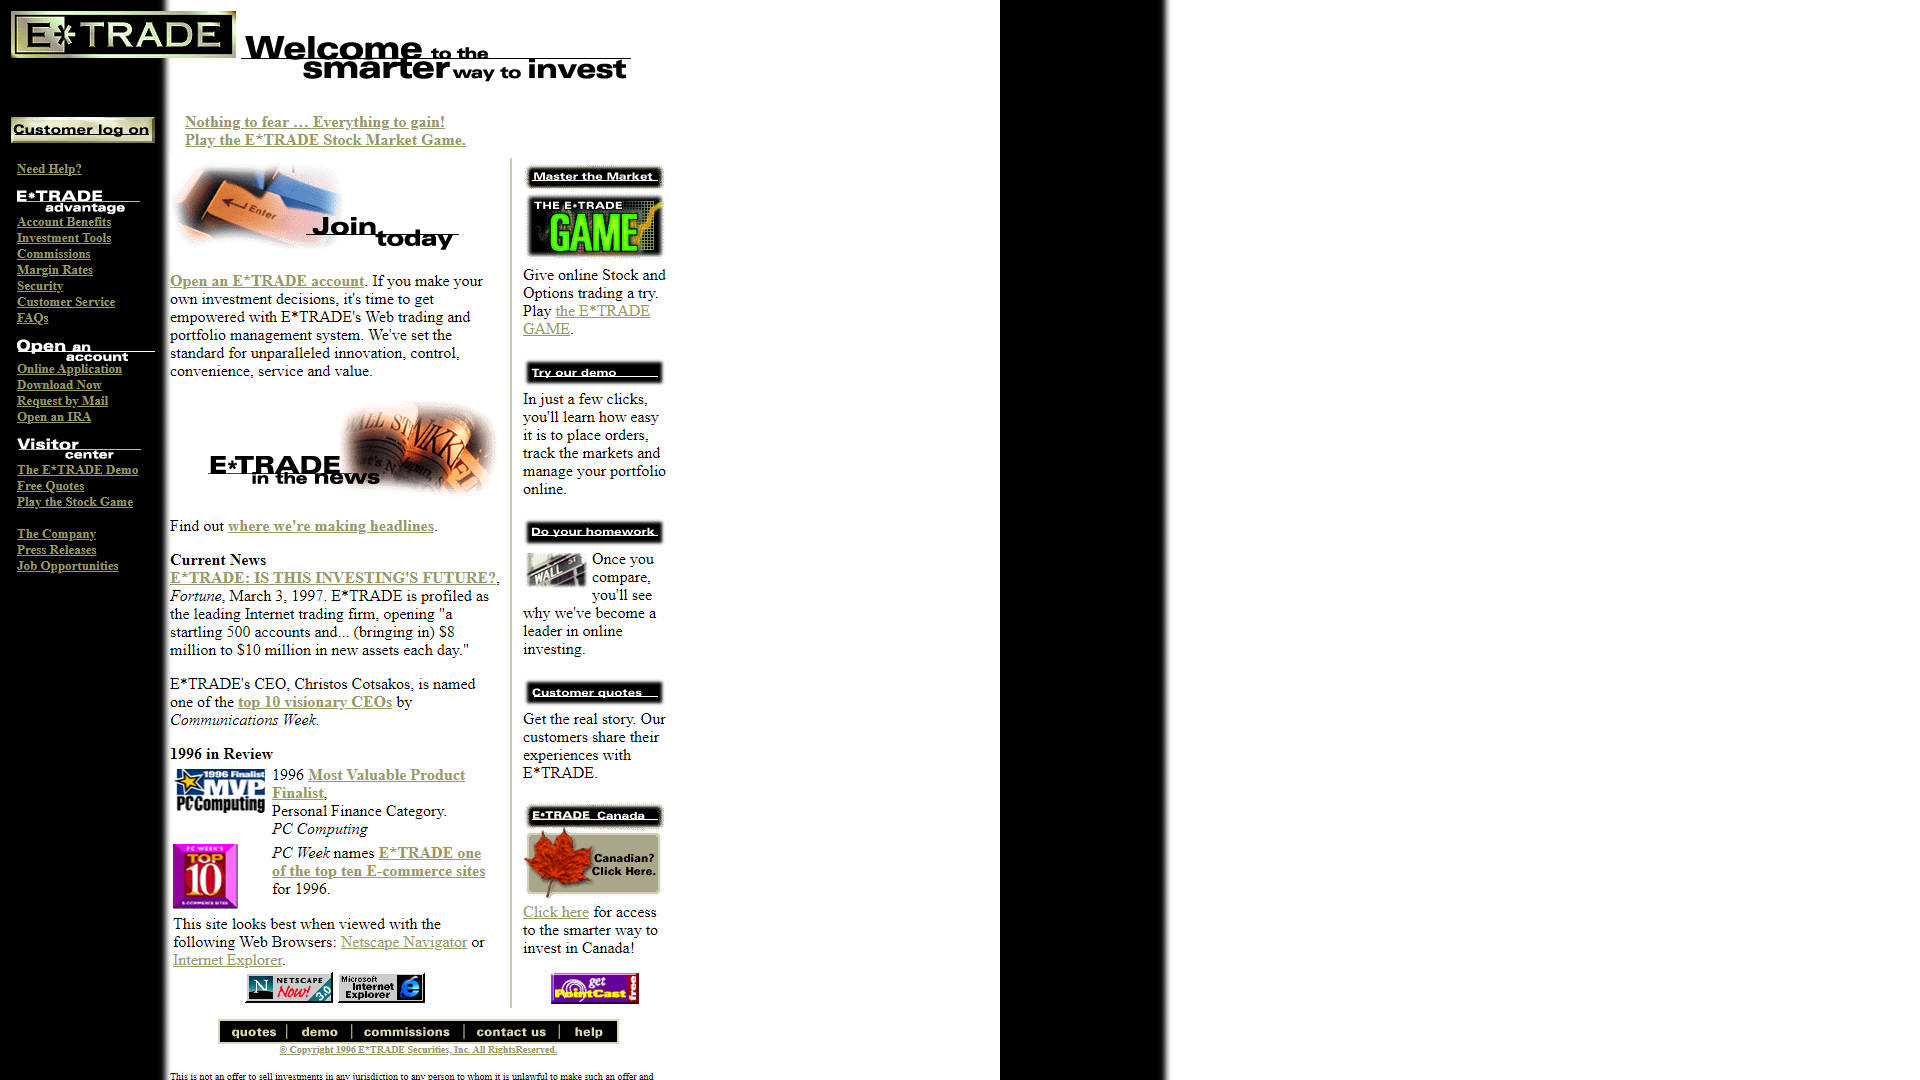 E*TRADE
Welcome to the
smarter way to invest
Customer log on
Need Help?
E*TRADE
advantage
Account Benefits
Investment Tools
Commissions
Margin Rates
Security
Customer Service
FAQs
Open an
account
Online Application
Download Now
Request by Mail
Open an IRA
Visitor
center
The E*TRADE Demo
Free Quotes
Play the Stock Game
The Company
Press Releases
Job Opportunities
Nothing to fear … Everything to gain!
Play the E*TRADE Stock Market Game.
Enter
Join
today
Open an E*TRADE account. If you make your
own investment decisions, it's time to get
empowered with E*TRADE's Web trading and
portfolio management system. We've set the
standard for unparalleled innovation, control,
convenience, service and value.
WALL ST
NIKKE
E*TRADE
in the news
Find out where we're making headlines.
Current News
E*TRADE: IS THIS INVESTING'S FUTURE?,
Fortune, March 3, 1997. E*TRADE is profiled as
the leading Internet trading firm, opening "a
startling 500 accounts and... (bringing in) $8
million to $10 million in new assets each day."
E*TRADE's CEO, Christos Cotsakos, is named
one of the top 10 visionary CEOs by
Communications Week.
1996 in Review
1996 Finalist
MVP
PC Computing
1996 Most Valuable Product
Finalist,
Personal Finance Category.
PC Computing
PC WEEK'S
TOP
10
E-COMMERCE SITES
PC Week names E*TRADE one
of the top ten E-commerce sites
for 1996.
This site looks best when viewed with the
following Web Browsers: Netscape Navigator or
Internet Explorer.
N NETSCAPE
Now! 3.0
Microsoft
Internet
Explorer
Master the Market
THE E*TRADE
GAME
Give online Stock and
Options trading a try.
Play the E*TRADE
GAME.
Try our demo
In just a few clicks,
you'll learn how easy
it is to place orders,
track the markets and
manage your portfolio
online.
Do your homework
WALL ST
Once you
compare,
you'll see
why we've become a
leader in online
investing.
Customer quotes
Get the real story. Our
customers share their
experiences with
E*TRADE.
E*TRADE Canada
Canadian?
Click Here.
Click here for access
to the smarter way to
invest in Canada!
get
PointCast
free
quotes | demo | commissions | contact us | help
© Copyright 1996 E*TRADE Securities, Inc. All RightsReserved.
This is not an offer to sell investments in any jurisdiction to any person to whom it is unlawful to make such an offer and